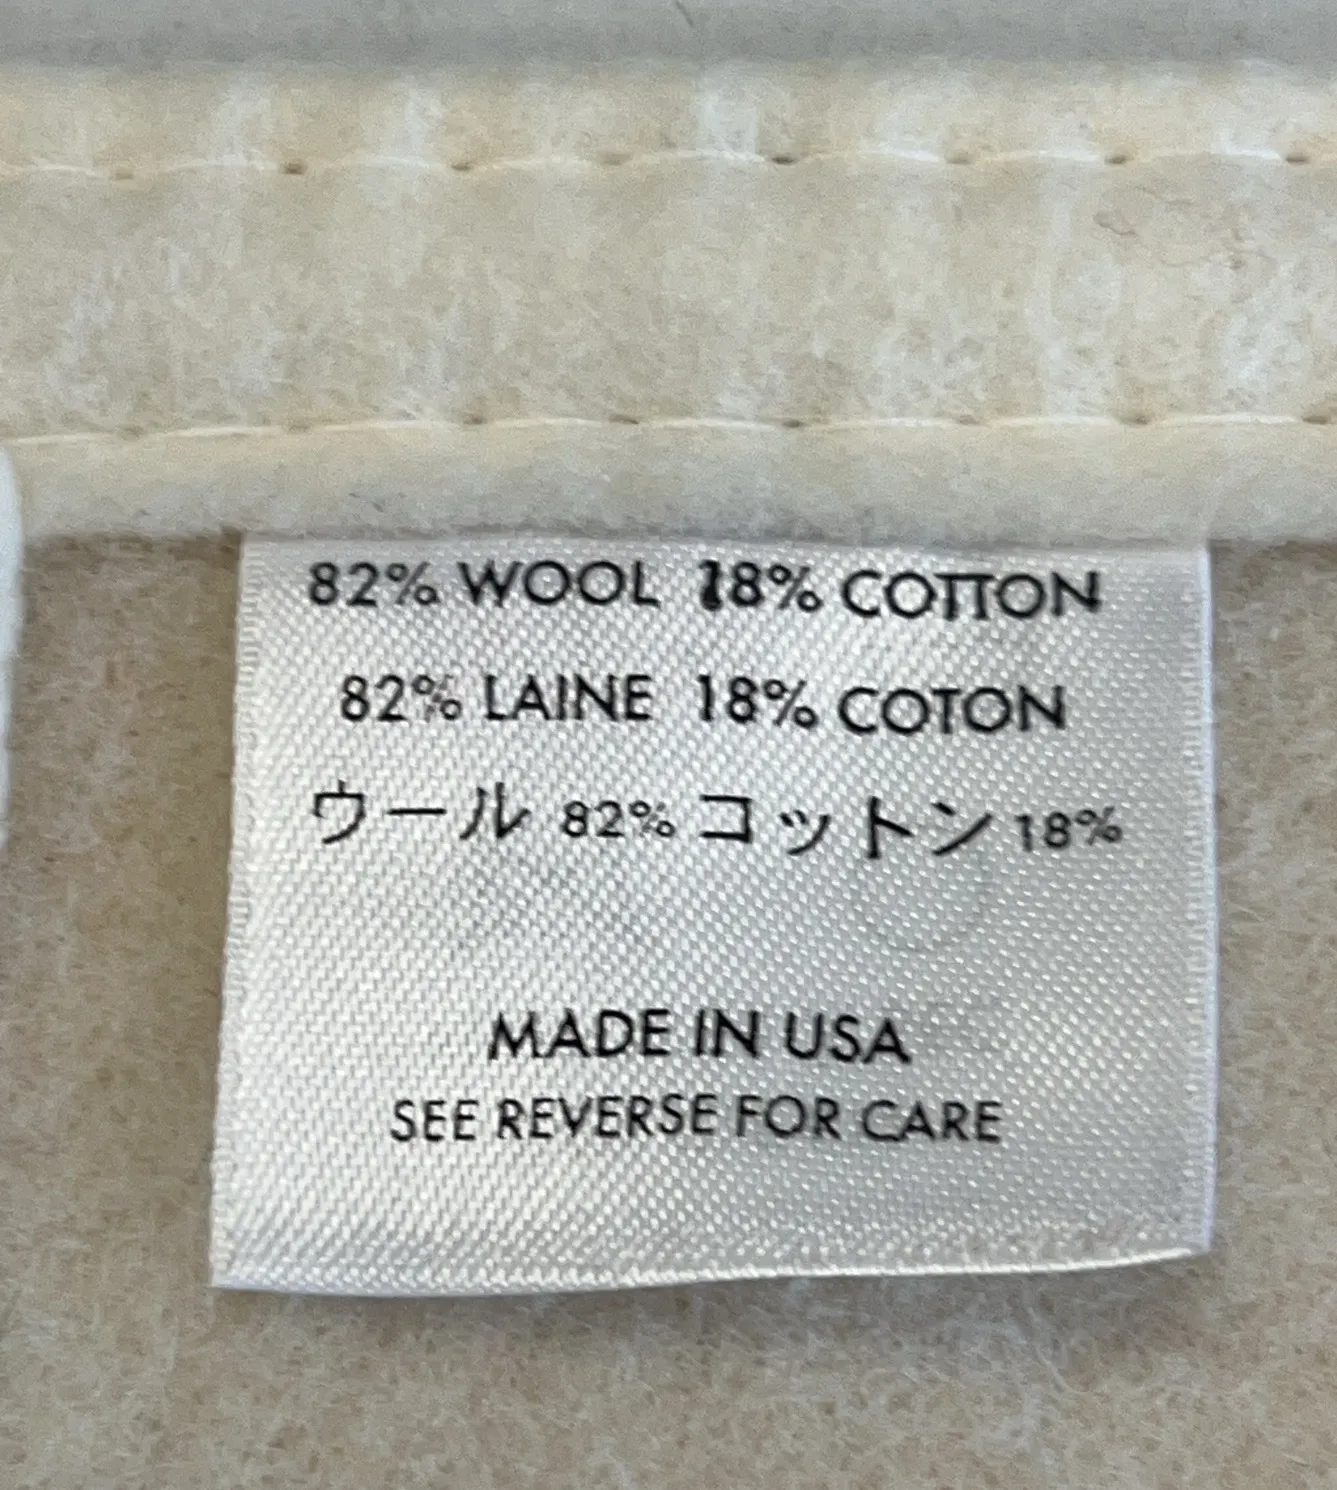 82% WOOL 18% COTTON
82% LAINE 18% COTON
ウール 82% コットン 18%
MADE IN USA
SEE REVERSE FOR CARE